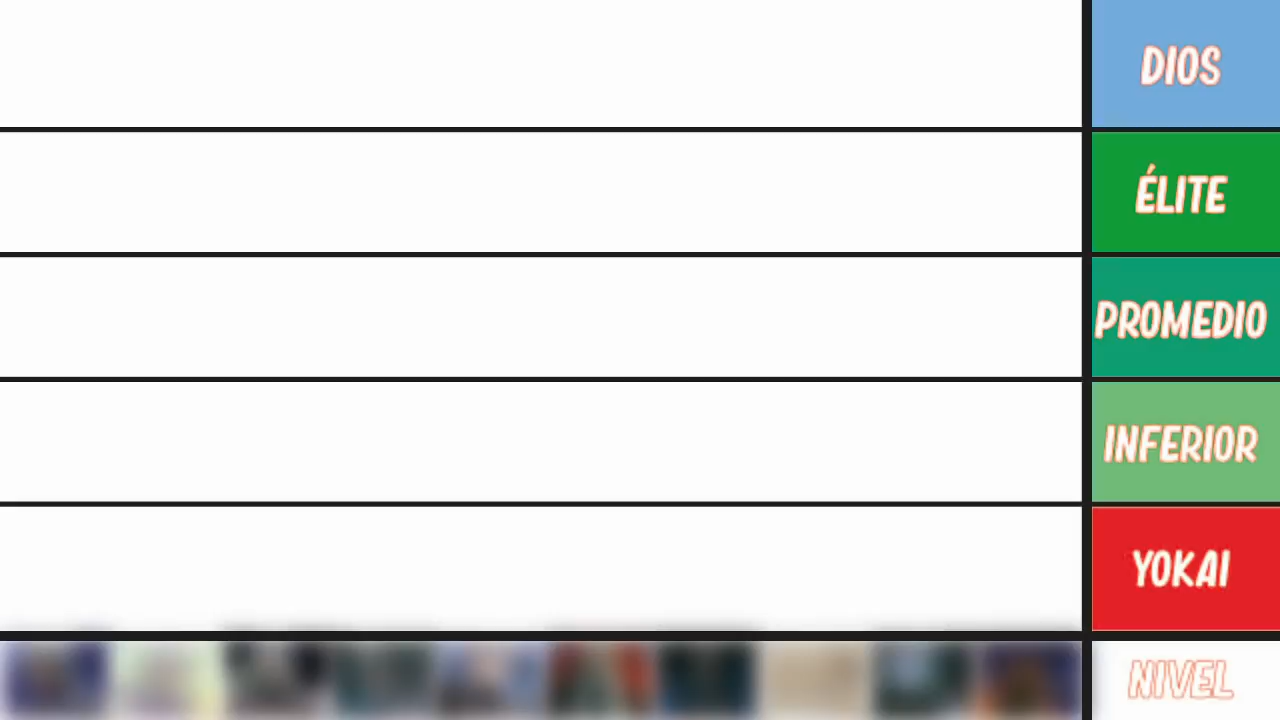 DIOS
ÉLITE
PROMEDIO
INFERIOR
YOKAI
NIVEL